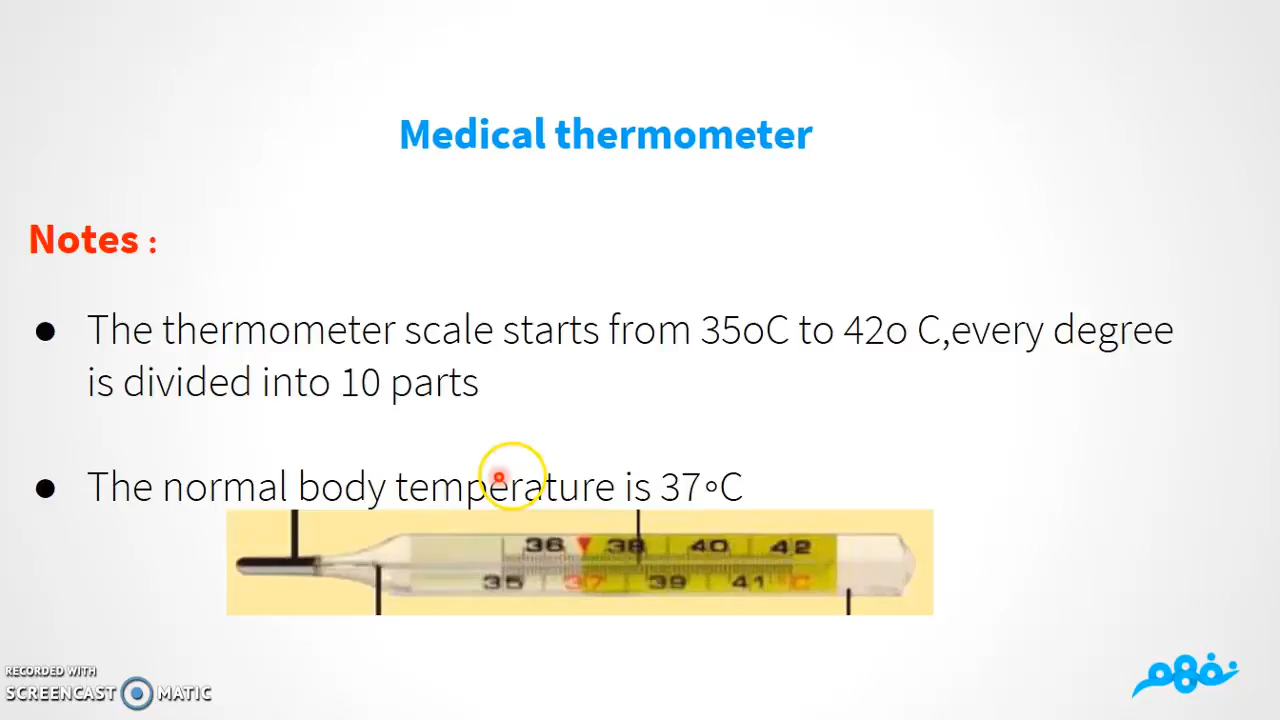 Medical thermometer
Notes :
● The thermometer scale starts from 35oC to 42o C,every degree
is divided into 10 parts
● The normal body temperature is 37∘C
36 38 40 42
35 37 39 41 °C
RECORDED WITH
SCREENCAST MATIC
نفهم